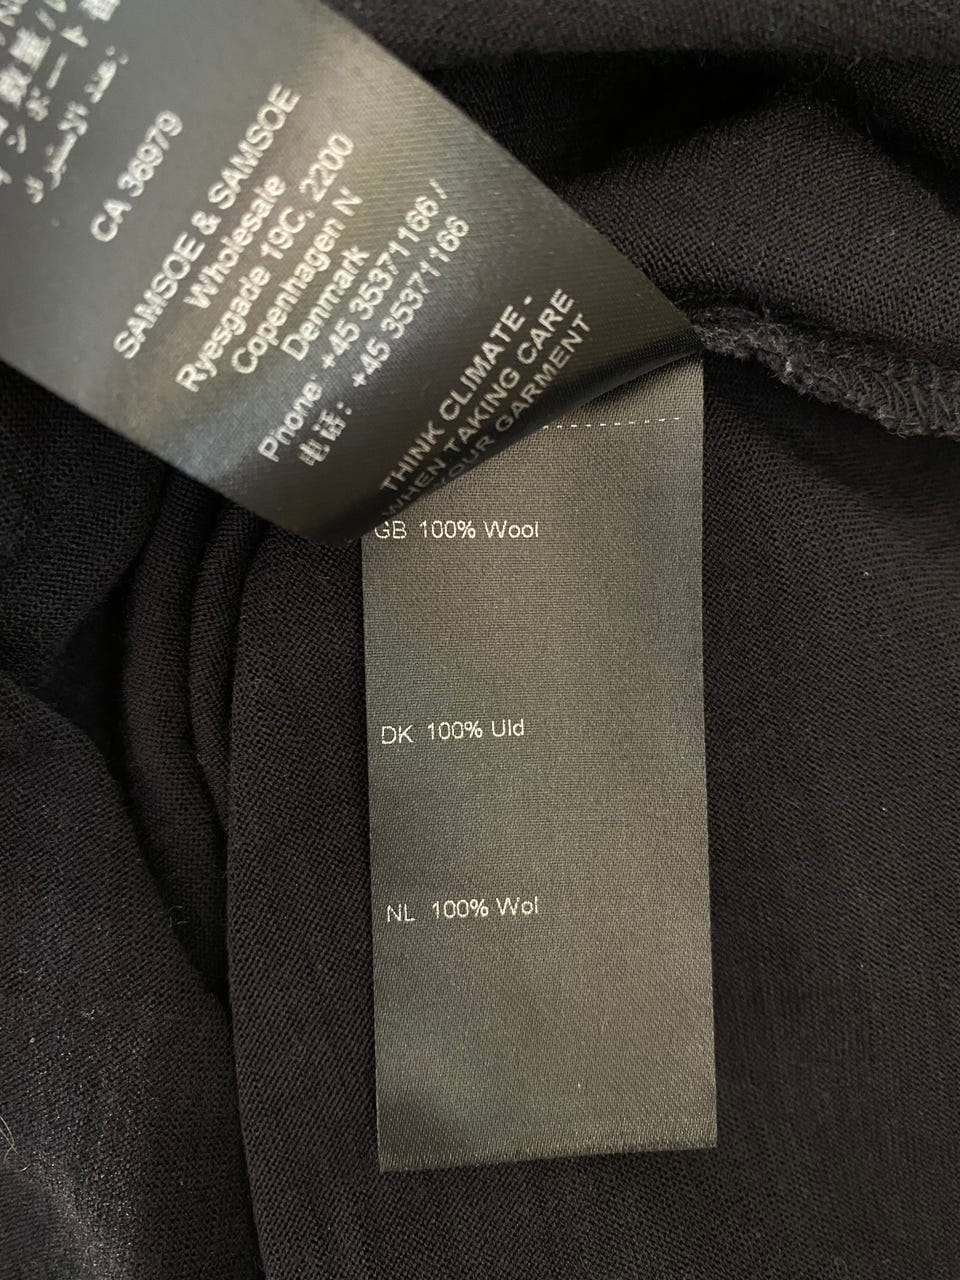 CA 36979
SAMSOE & SAMSOE
Wholesale
Ryesgade 19C, 2200
Copenhagen N
Denmark
Phone: +45 35371166 /
电话: +45 35371166
THINK CLIMATE -
WHEN TAKING CARE
YOUR GARMENT
GB 100% Wool
DK 100% Uld
NL 100% Wol